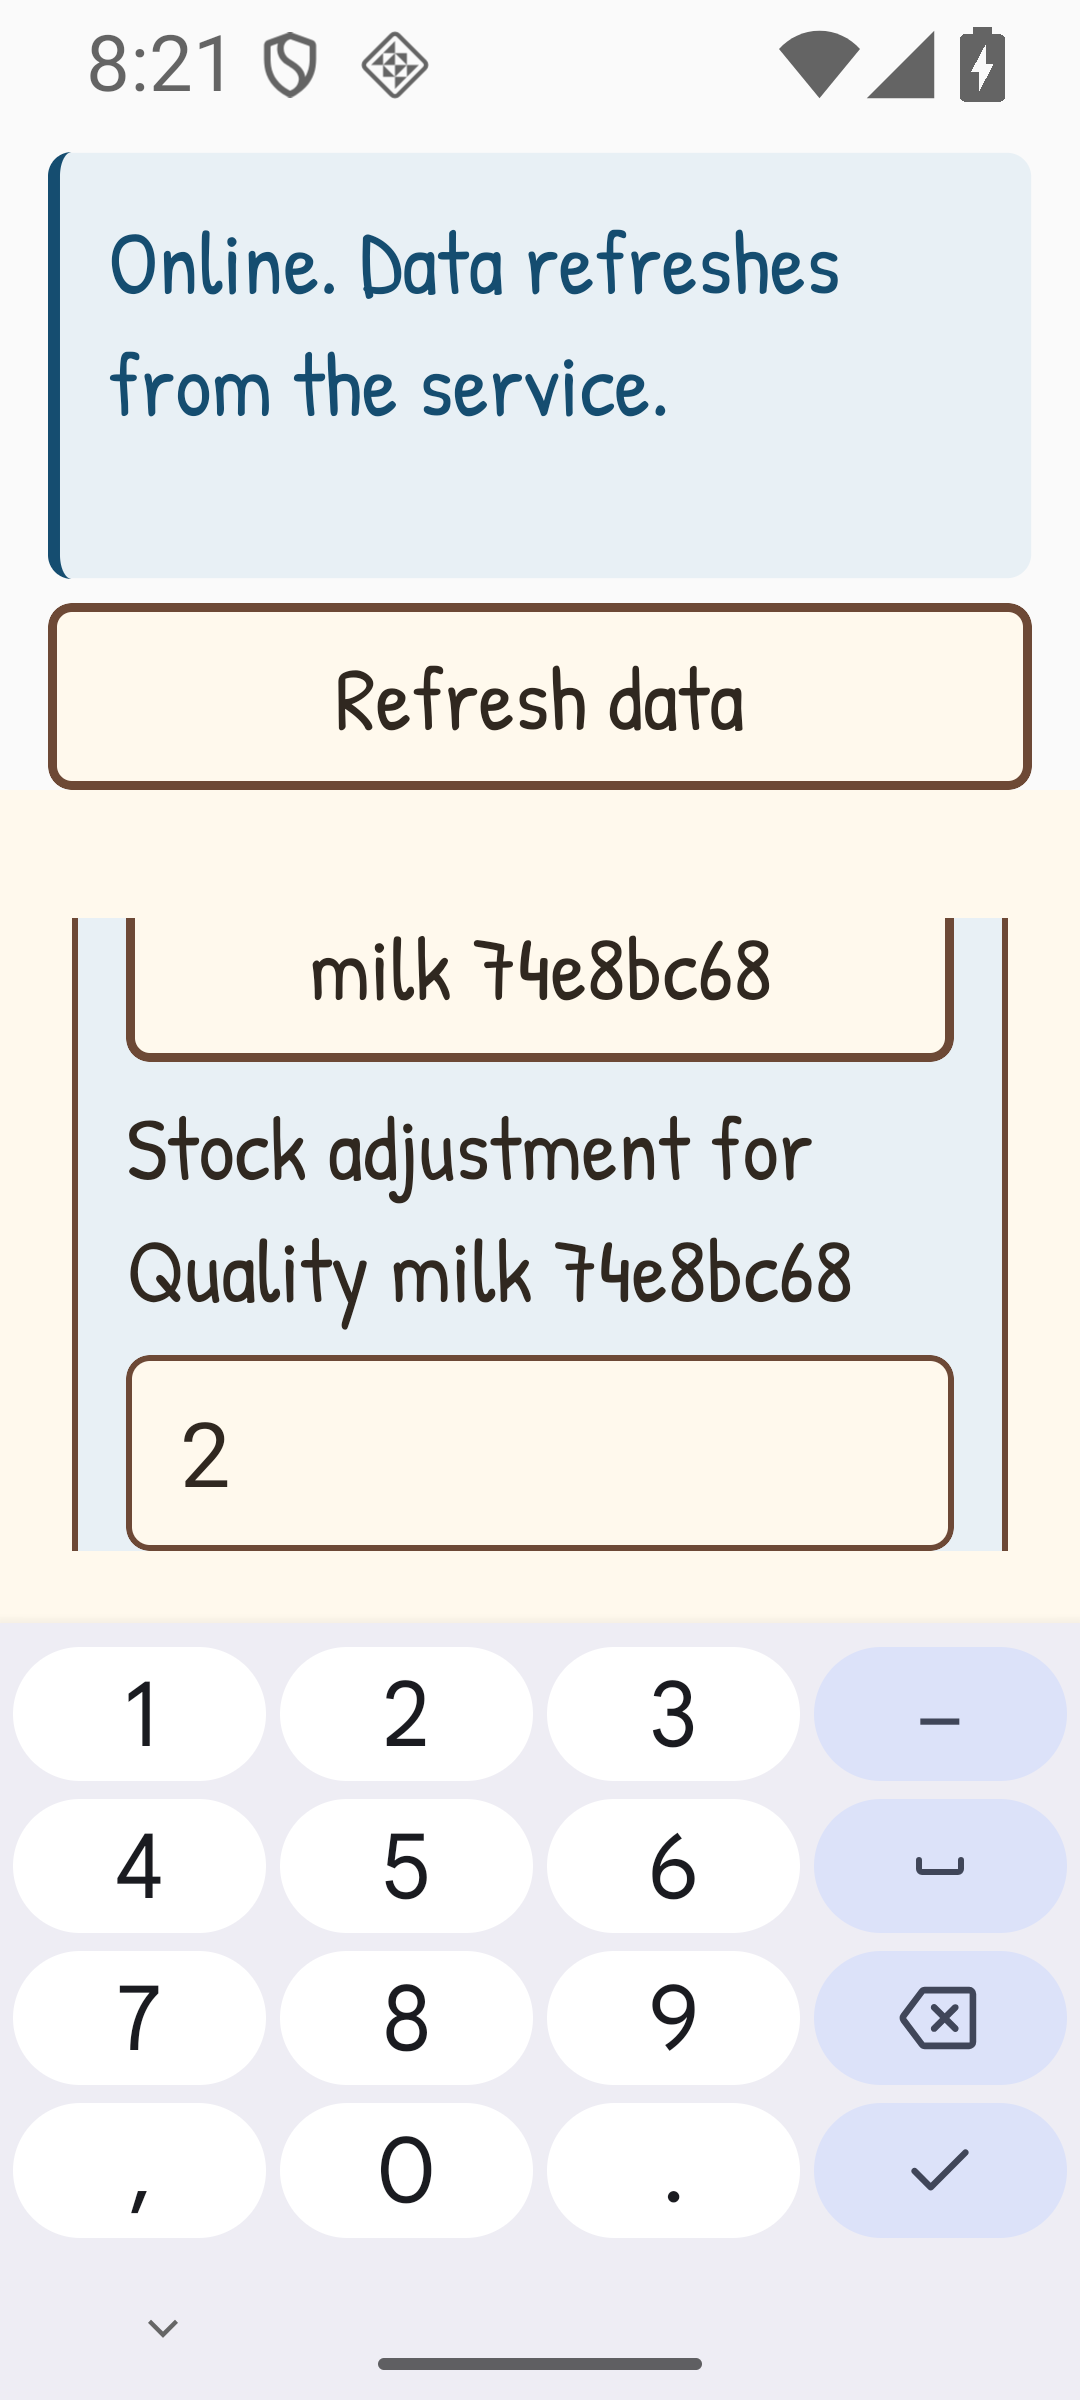 8:21
Online. Data refreshes
from the service.
Refresh data
milk 74e8bc68
Stock adjustment for
Quality milk 74e8bc68
2
1 2 3 –
4 5 6
7 8 9
, 0 .